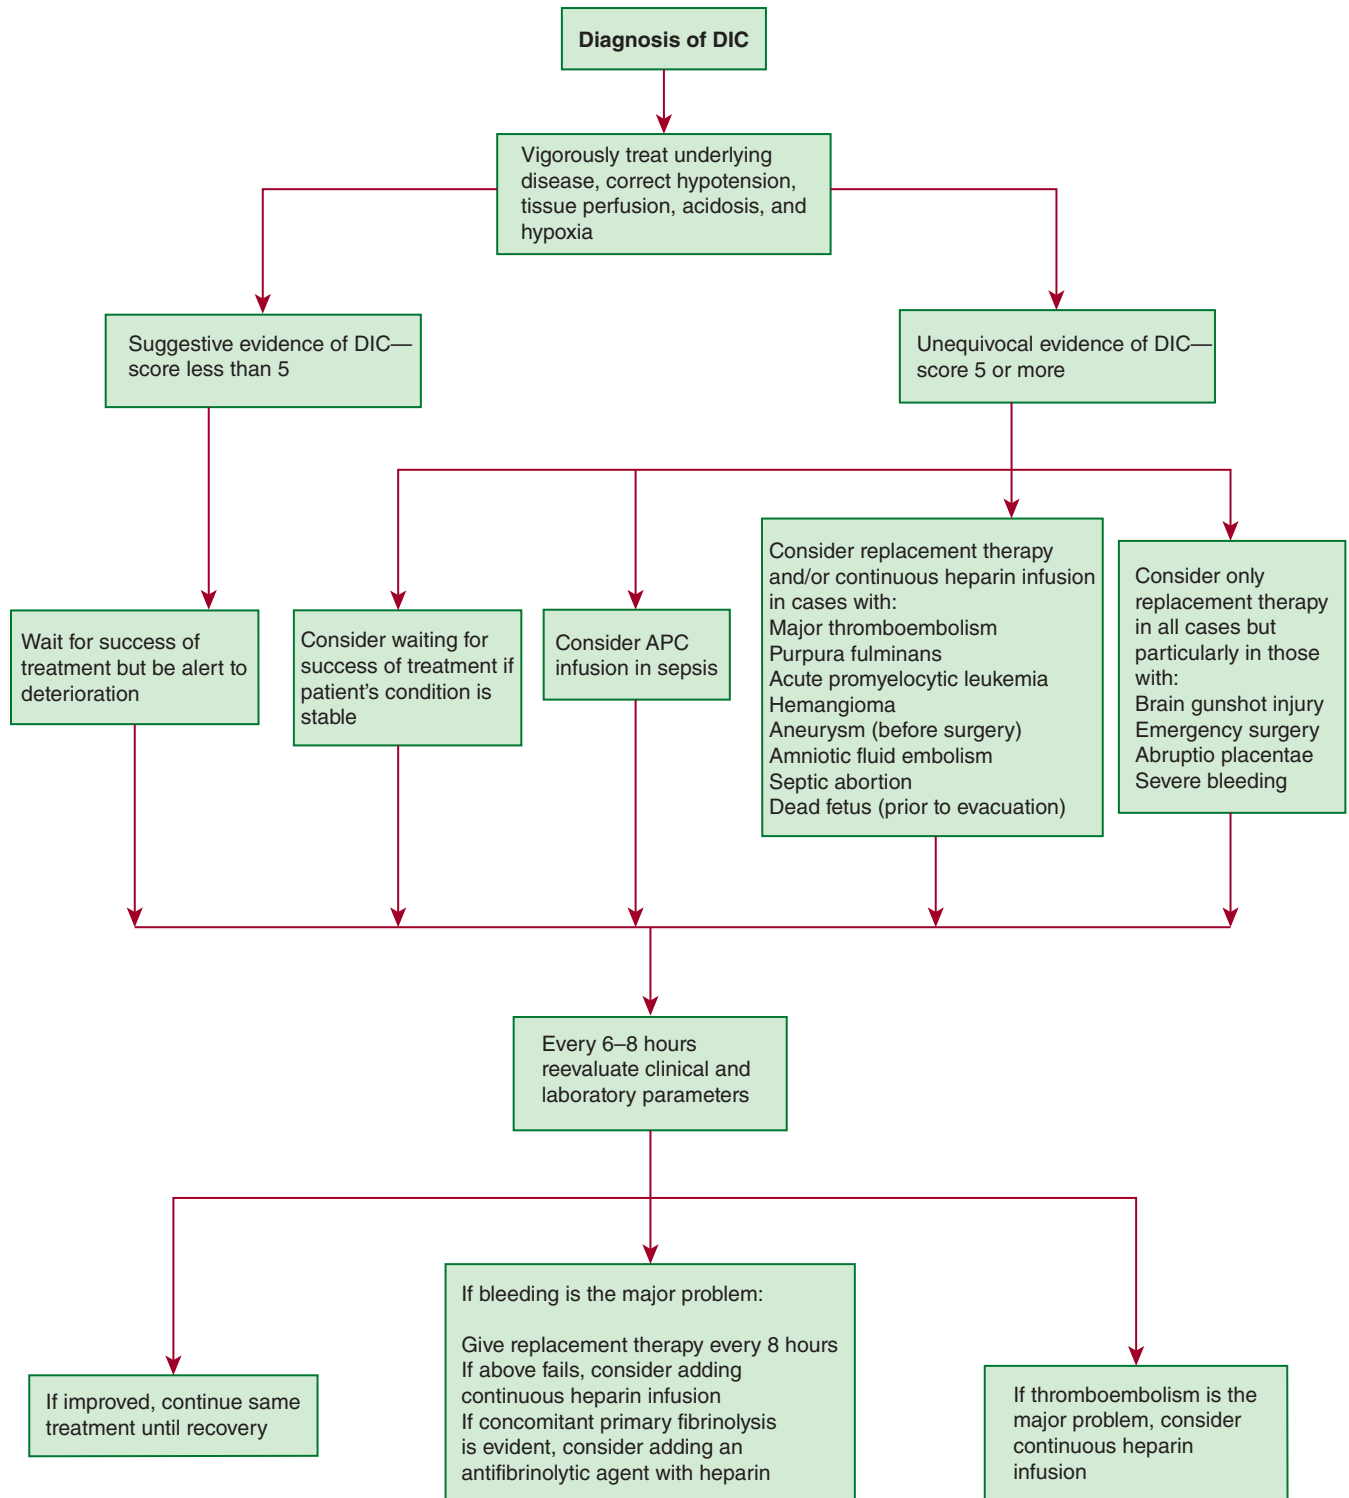 Diagnosis of DIC
Vigorously treat underlying
disease, correct hypotension,
tissue perfusion, acidosis, and
hypoxia
Suggestive evidence of DIC—
score less than 5
Unequivocal evidence of DIC—
score 5 or more
Wait for success of
treatment but be alert to
deterioration
Consider waiting for
success of treatment if
patient’s condition is
stable
Consider APC
infusion in sepsis
Consider replacement therapy
and/or continuous heparin infusion
in cases with:
Major thromboembolism
Purpura fulminans
Acute promyelocytic leukemia
Hemangioma
Aneurysm (before surgery)
Amniotic fluid embolism
Septic abortion
Dead fetus (prior to evacuation)
Consider only
replacement therapy
in all cases but
particularly in those
with:
Brain gunshot injury
Emergency surgery
Abruptio placentae
Severe bleeding
Every 6–8 hours
reevaluate clinical and
laboratory parameters
If improved, continue same
treatment until recovery
If bleeding is the major problem:
Give replacement therapy every 8 hours
If above fails, consider adding
continuous heparin infusion
If concomitant primary fibrinolysis
is evident, consider adding an
antifibrinolytic agent with heparin
If thromboembolism is the
major problem, consider
continuous heparin
infusion